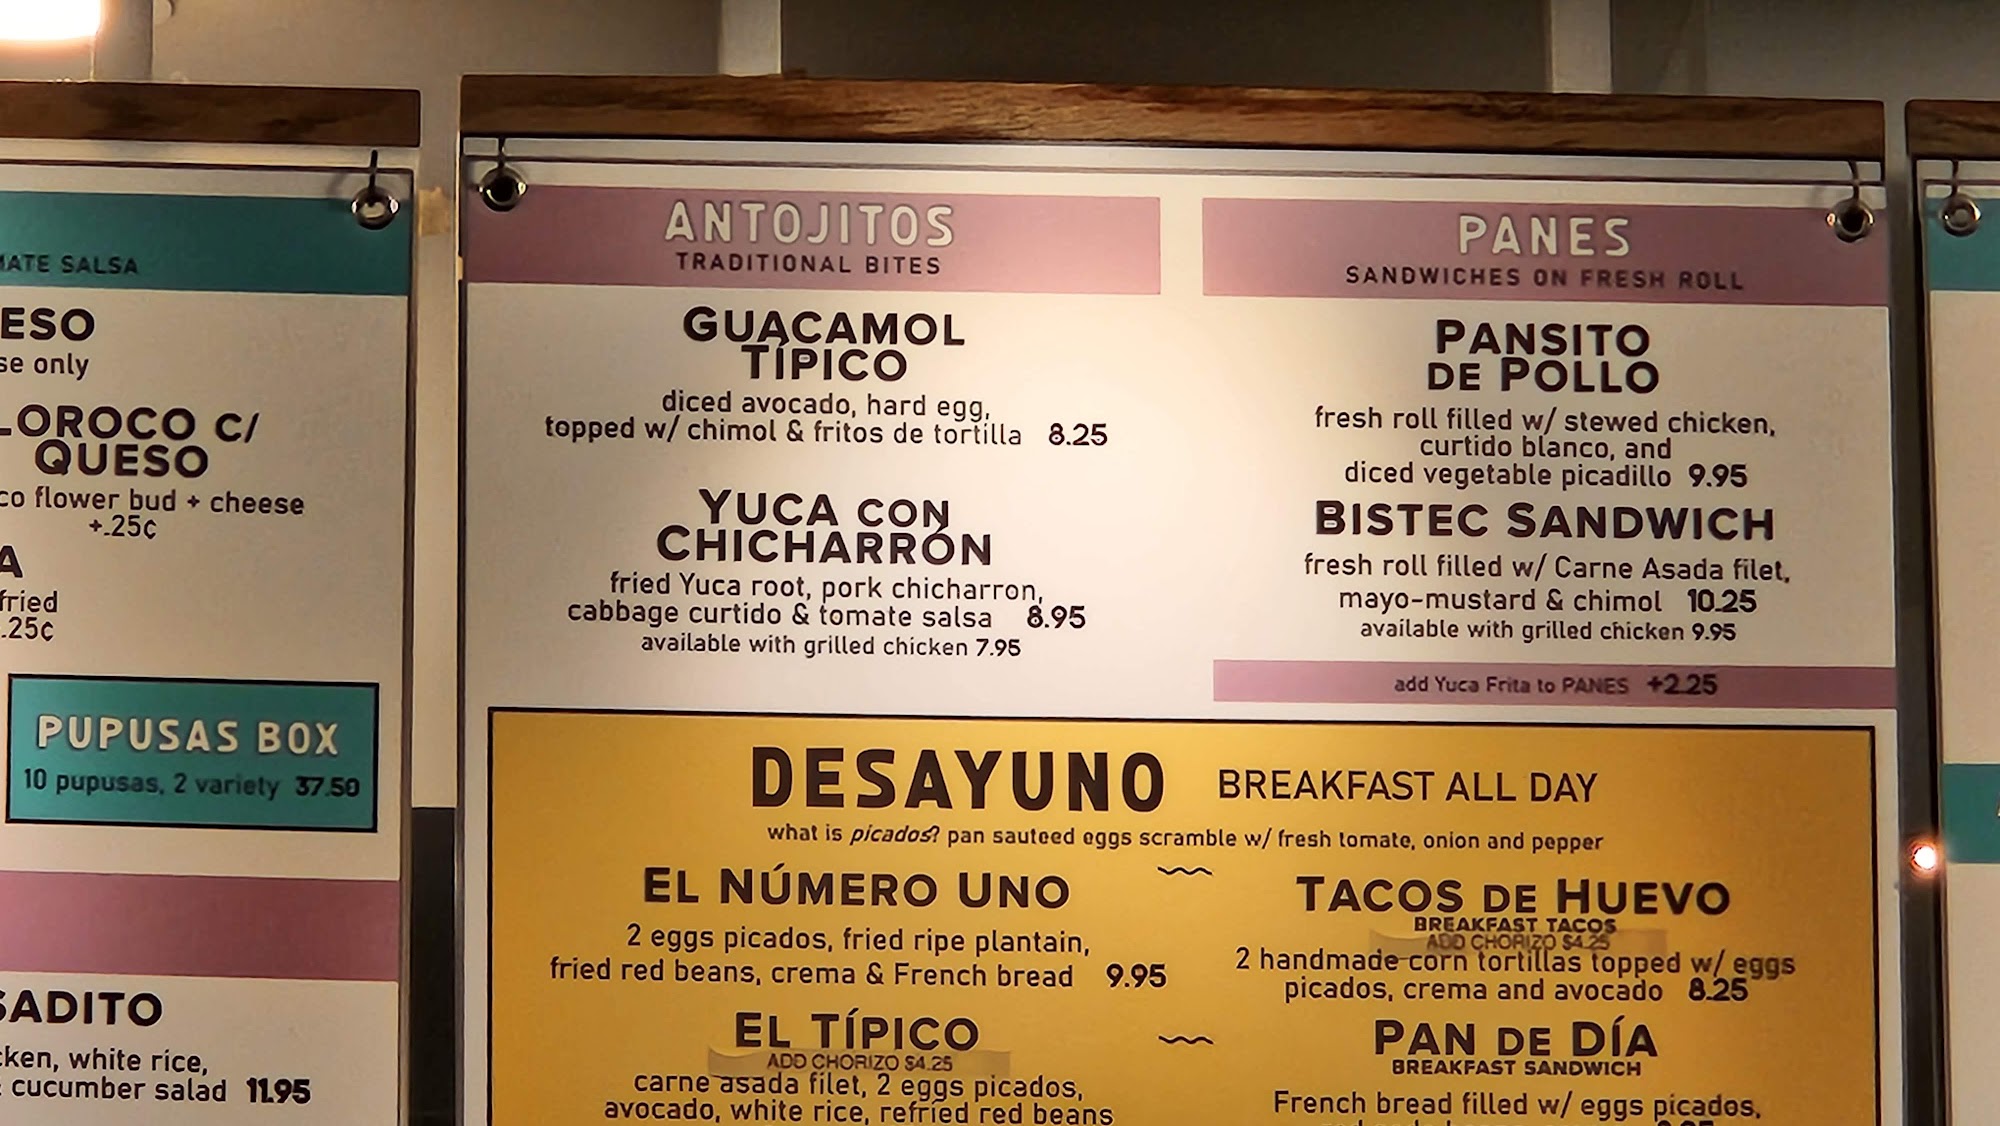 MATE SALSA
ESO
se only
LOROCO C/
QUESO
co flower bud + cheese
+.25¢
A
fried
.25¢
PUPUSAS BOX
10 pupusas, 2 variety 37.50
SADITO
cken, white rice,
cucumber salad 11.95
ANTOJITOS
TRADITIONAL BITES
GUACAMOL
TÍPICO
diced avocado, hard egg,
topped w/ chimol & fritos de tortilla 8.25
YUCA CON
CHICHARRÓN
fried Yuca root, pork chicharron,
cabbage curtido & tomate salsa 8.95
available with grilled chicken 7.95
PANES
SANDWICHES ON FRESH ROLL
PANSITO
DE POLLO
fresh roll filled w/ stewed chicken,
curtido blanco, and
diced vegetable picadillo 9.95
BISTEC SANDWICH
fresh roll filled w/ Carne Asada filet,
mayo-mustard & chimol 10.25
available with grilled chicken 9.95
add Yuca Frita to PANES +2.25
DESAYUNO BREAKFAST ALL DAY
what is picados? pan sauteed eggs scramble w/ fresh tomate, onion and pepper
EL NÚMERO UNO
2 eggs picados, fried ripe plantain,
fried red beans, crema & French bread 9.95
EL TÍPICO
ADD CHORIZO $4.25
carne asada filet, 2 eggs picados,
avocado, white rice, refried red beans
TACOS DE HUEVO
BREAKFAST TACOS
ADD CHORIZO $4.25
2 handmade corn tortillas topped w/ eggs
picados, crema and avocado 8.25
PAN DE DÍA
BREAKFAST SANDWICH
French bread filled w/ eggs picados,